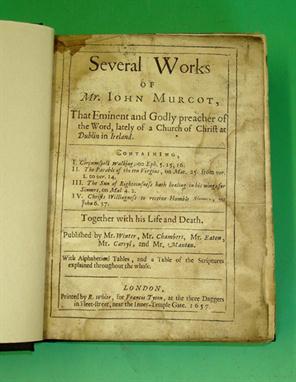 Several Works
OF
Mr. IOHN MURCOT,
That Eminent and Godly preacher of
the Word, lately of a Church of Christ at
Dublin in Ireland.
CONTAINING,
I. Circumspect Walking, on Eph. 5. 15, 16.
II. The Parable of the ten Virgins, on Mat. 25. from ver.
1. to ver. 14.
III. The Sun of Righteousness hath healing in his wings for
Sinners, on Mal. 4. 2.
IV. Christs Willingness to receive Humble on
John 6. 37.
Together with his Life and Death.
Published by Mr. Winter, Mr. Chambers, Mr. Eaton,
Mr. Carryl, and Mr. Manton.
With Alphabetical Tables, and a Table of the Scriptures
explained throughout the whole.
LONDON,
Printed by R. White, for Francis Tyton, at the three Daggers
in Fleet-street, near the Inner-Temple Gate. 1657.